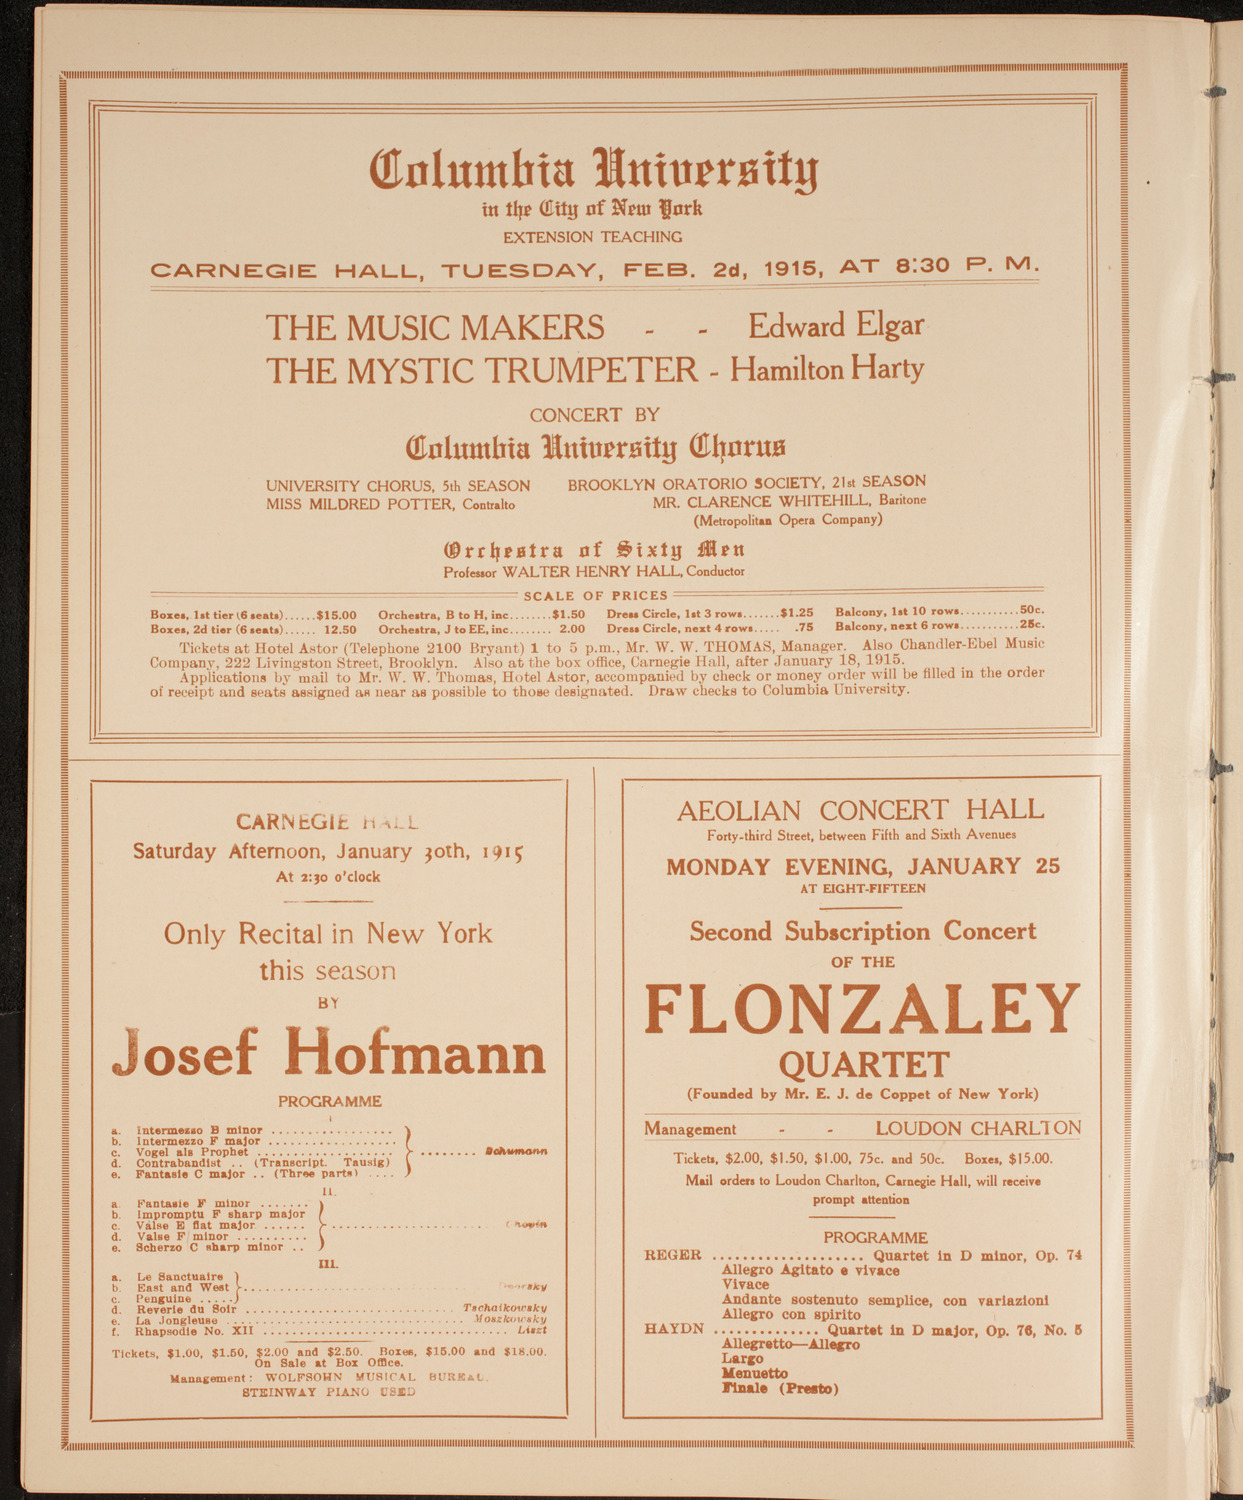 Columbia University
in the City of New York
EXTENSION TEACHING
CARNEGIE HALL, TUESDAY, FEB. 2d, 1915, AT 8:30 P. M.
THE MUSIC MAKERS - - Edward Elgar
THE MYSTIC TRUMPETER - Hamilton Harty
CONCERT BY
Columbia University Chorus
UNIVERSITY CHORUS, 5th SEASON BROOKLYN ORATORIO SOCIETY, 21st SEASON
MISS MILDRED POTTER, Contralto MR. CLARENCE WHITEHILL, Baritone
(Metropolitan Opera Company)
Orchestra of Sixty Men
Professor WALTER HENRY HALL, Conductor
SCALE OF PRICES
Boxes, 1st tier (6 seats)......$15.00 Orchestra, B to H, inc........$1.50 Dress Circle, 1st 3 rows.......$1.25 Balcony, 1st 10 rows...........50c.
Boxes, 2d tier (6 seats)...... 12.50 Orchestra, J to EE, inc........ 2.00 Dress Circle, next 4 rows..... .75 Balcony, next 6 rows...........25c.
Tickets at Hotel Astor (Telephone 2100 Bryant) 1 to 5 p.m., Mr. W. W. THOMAS, Manager. Also Chandler-Ebel Music
Company, 222 Livingston Street, Brooklyn. Also at the box office, Carnegie Hall, after January 18, 1915.
Applications by mail to Mr. W. W. Thomas, Hotel Astor, accompanied by check or money order will be filled in the order
of receipt and seats assigned as near as possible to those designated. Draw checks to Columbia University.
CARNEGIE HALL
Saturday Afternoon, January 30th, 1915
At 2:30 o'clock
Only Recital in New York
this season
BY
Josef Hofmann
PROGRAMME
I
a. Intermezzo B minor ................
b. Intermezzo F major .................
c. Vogel als Prophet .................. ........ Schumann
d. Contrabandist .. (Transcript. Tausig)
e. Fantasie C major .. (Three parts) ....
II.
a. Fantasie F minor .......
b. Impromptu F sharp major
c. Valse E flat major ...... ....................... Chopin
d. Valse F minor ..........
e. Scherzo C sharp minor ..
III.
a. Le Sanctuaire
b. East and West ..................................
c. Penguine .....
d. Reverie du Soir ........................... Tschaikowsky
e. La Jongleuse ................................ Moszkowsky
f. Rhapsodie No. XII ................................. Liszt
Tickets, $1.00, $1.50, $2.00 and $2.50. Boxes, $15.00 and $18.00.
On Sale at Box Office.
Management: WOLFSOHN MUSICAL BUREAU.
STEINWAY PIANO USED
AEOLIAN CONCERT HALL
Forty-third Street, between Fifth and Sixth Avenues
MONDAY EVENING, JANUARY 25
AT EIGHT-FIFTEEN
Second Subscription Concert
OF THE
FLONZALEY
QUARTET
(Founded by Mr. E. J. de Coppet of New York)
Management - - LOUDON CHARLTON
Tickets, $2.00, $1.50, $1.00, 75c. and 50c. Boxes, $15.00.
Mail orders to Loudon Charlton, Carnegie Hall, will receive
prompt attention
PROGRAMME
REGER .................... Quartet in D minor, Op. 74
Allegro Agitato e vivace
Vivace
Andante sostenuto semplice, con variazioni
Allegro con spirito
HAYDN .............. Quartet in D major, Op. 76, No. 5
Allegretto—Allegro
Largo
Menuetto
Finale (Presto)